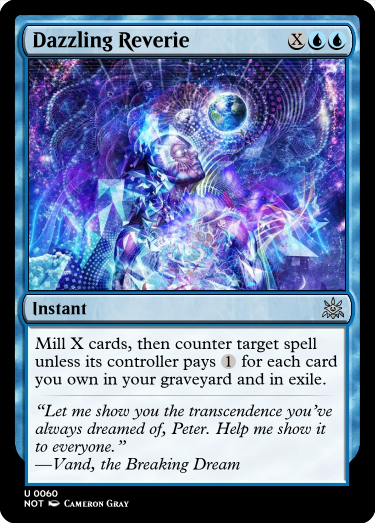 Dazzling Reverie X
Instant
Mill X cards, then counter target spell
unless its controller pays 1 for each card
you own in your graveyard and in exile.
“Let me show you the transcendence you’ve
always dreamed of, Peter. Help me show it
to everyone.”
—Vand, the Breaking Dream
U 0060
NOT Cameron Gray